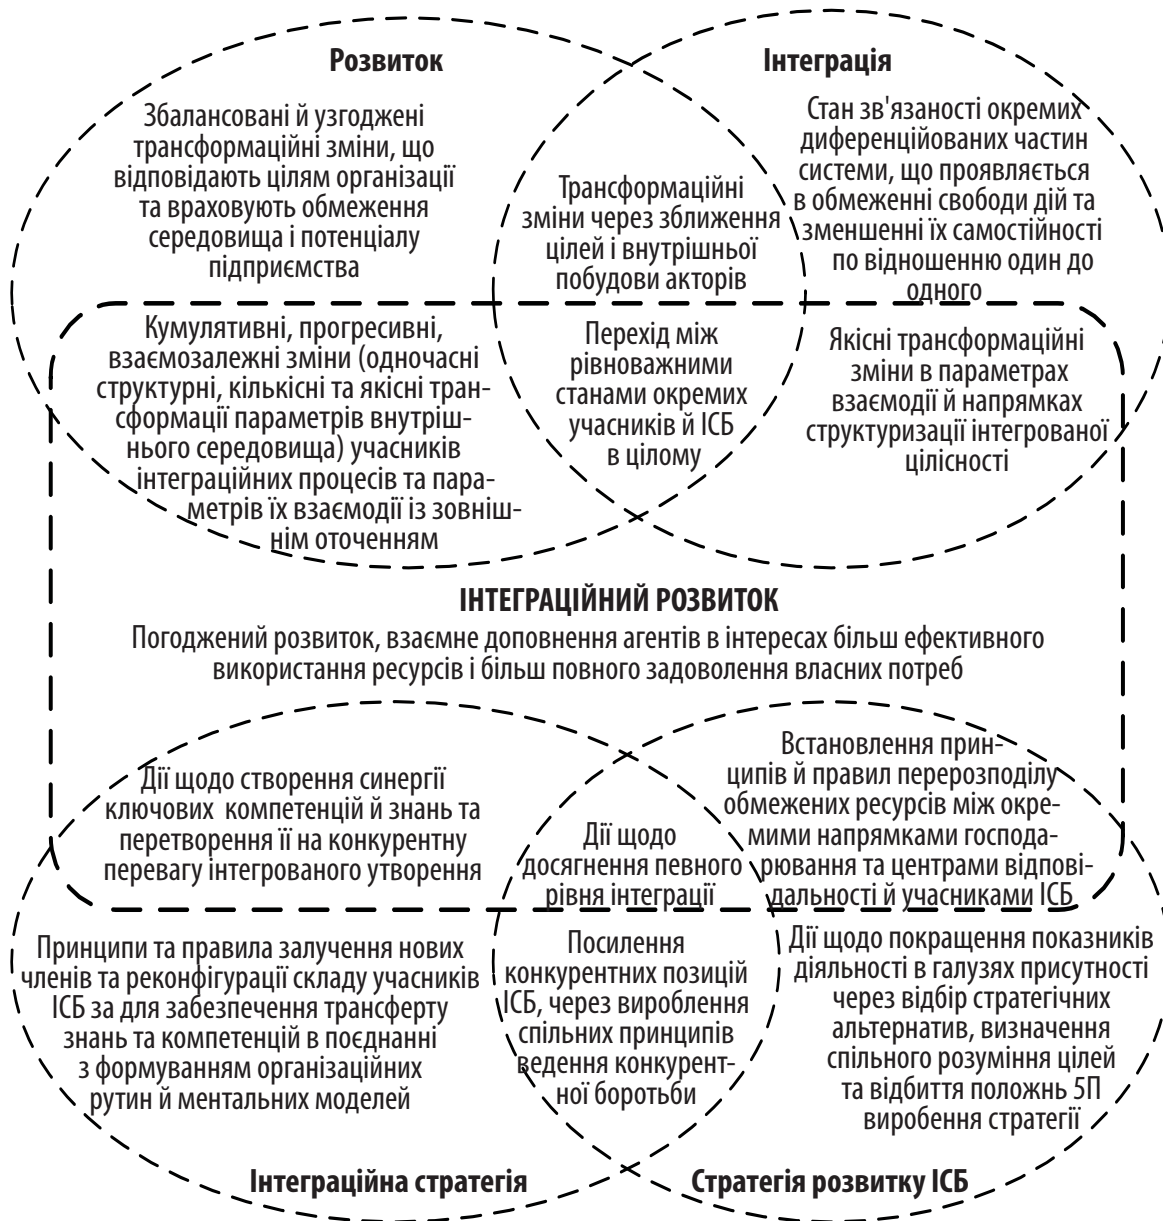 Розвиток
Збалансовані й узгоджені
трансформаційні зміни, що
відповідають цілям організації
та враховують обмеження
середовища і потенціалу
підприємства
Трансформаційні
зміни через зближення
цілей і внутрішньої
побудови акторів
Інтеграція
Стан зв'язаності окремих
диференційованих частин
системи, що проявляється
в обмеженні свободи дій та
зменшенні їх самостійності
по відношенню один до
одного
Кумулятивні, прогресивні,
взаємозалежні зміни (одночасні
структурні, кількісні та якісні тран-
сформації параметрів внутріш-
нього середовища) учасників
інтеграційних процесів та пара-
метрів їх взаємодії із зовніш-
нім оточенням
Перехід між
рівноважними
станами окремих
учасників й ІСБ
в цілому
Якісні трансформаційні
зміни в параметрах
взаємодії й напрямках
структуризації інтегрованої
цілісності
ІНТЕГРАЦІЙНИЙ РОЗВИТОК
Погоджений розвиток, взаємне доповнення агентів в інтересах більш ефективного
використання ресурсів і більш повного задоволення власних потреб
Дії щодо створення синергії
ключових компетенцій й знань та
перетворення її на конкурентну
перевагу інтегрованого утворення
Дії щодо
досягнення певного
рівня інтеграції
Встановлення прин-
ципів й правил перерозподілу
обмежених ресурсів між окре-
мими напрямками господа-
рювання та центрами відпові-
дальності й учасниками ІСБ
Принципи та правила залучення нових
членів та реконфігурації складу учасників
ІСБ за для забезпечення трансферту
знань та компетенцій в поєднанні
з формуванням організаційних
рутин й ментальних моделей
Посилення
конкурентних позицій
ІСБ, через вироблення
спільних принципів
ведення конкурент-
ної боротьби
Дії щодо покращення показників
діяльності в галузях присутності
через відбір стратегічних
альтернатив, визначення
спільного розуміння цілей
та відбиття положнь 5П
виробення стратегії
Інтеграційна стратегія
Стратегія розвитку ІСБ